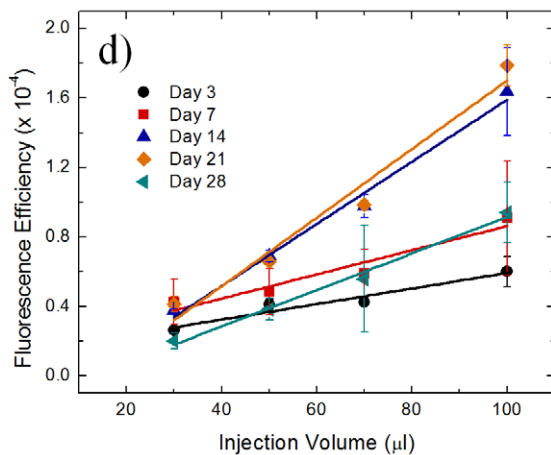 d)
Day 3
Day 7
Day 14
Day 21
Day 28
Fluorescence Efficiency (x 10⁻⁴)
2.0
1.6
1.2
0.8
0.4
0.0
20 40 60 80 100
Injection Volume (μl)